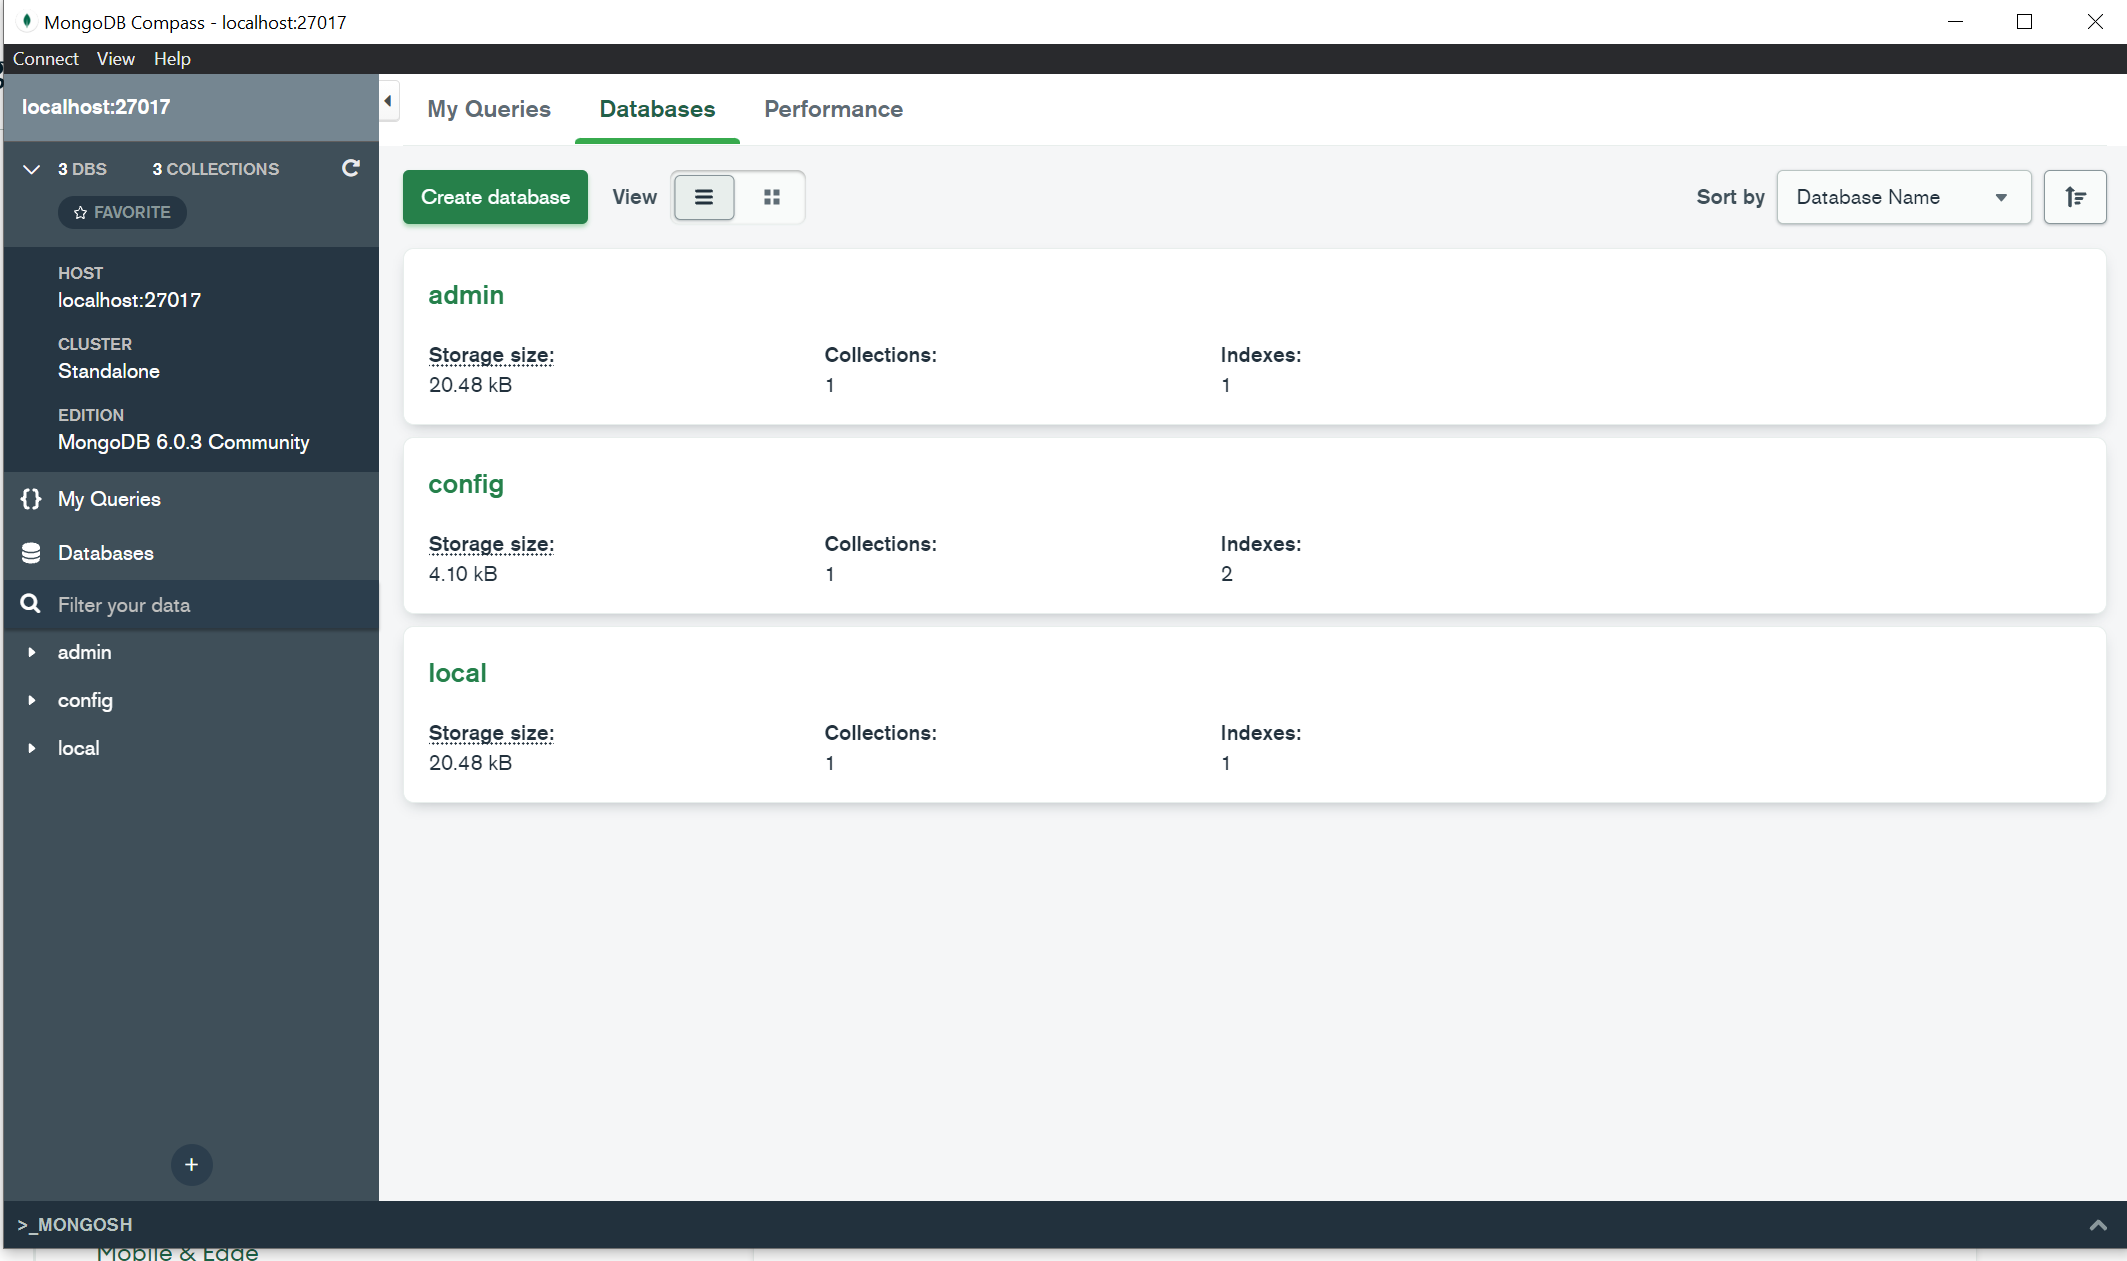 MongoDB Compass - localhost:27017
Connect View Help
localhost:27017
3 DBS 3 COLLECTIONS
FAVORITE
HOST
localhost:27017
CLUSTER
Standalone
EDITION
MongoDB 6.0.3 Community
{} My Queries
Databases
Filter your data
admin
config
local
+
My Queries Databases Performance
Create database View Sort by Database Name
admin
Storage size: Collections: Indexes:
20.48 kB 1 1
config
Storage size: Collections: Indexes:
4.10 kB 1 2
local
Storage size: Collections: Indexes:
20.48 kB 1 1
>_MONGOSH
Mobile & Edge